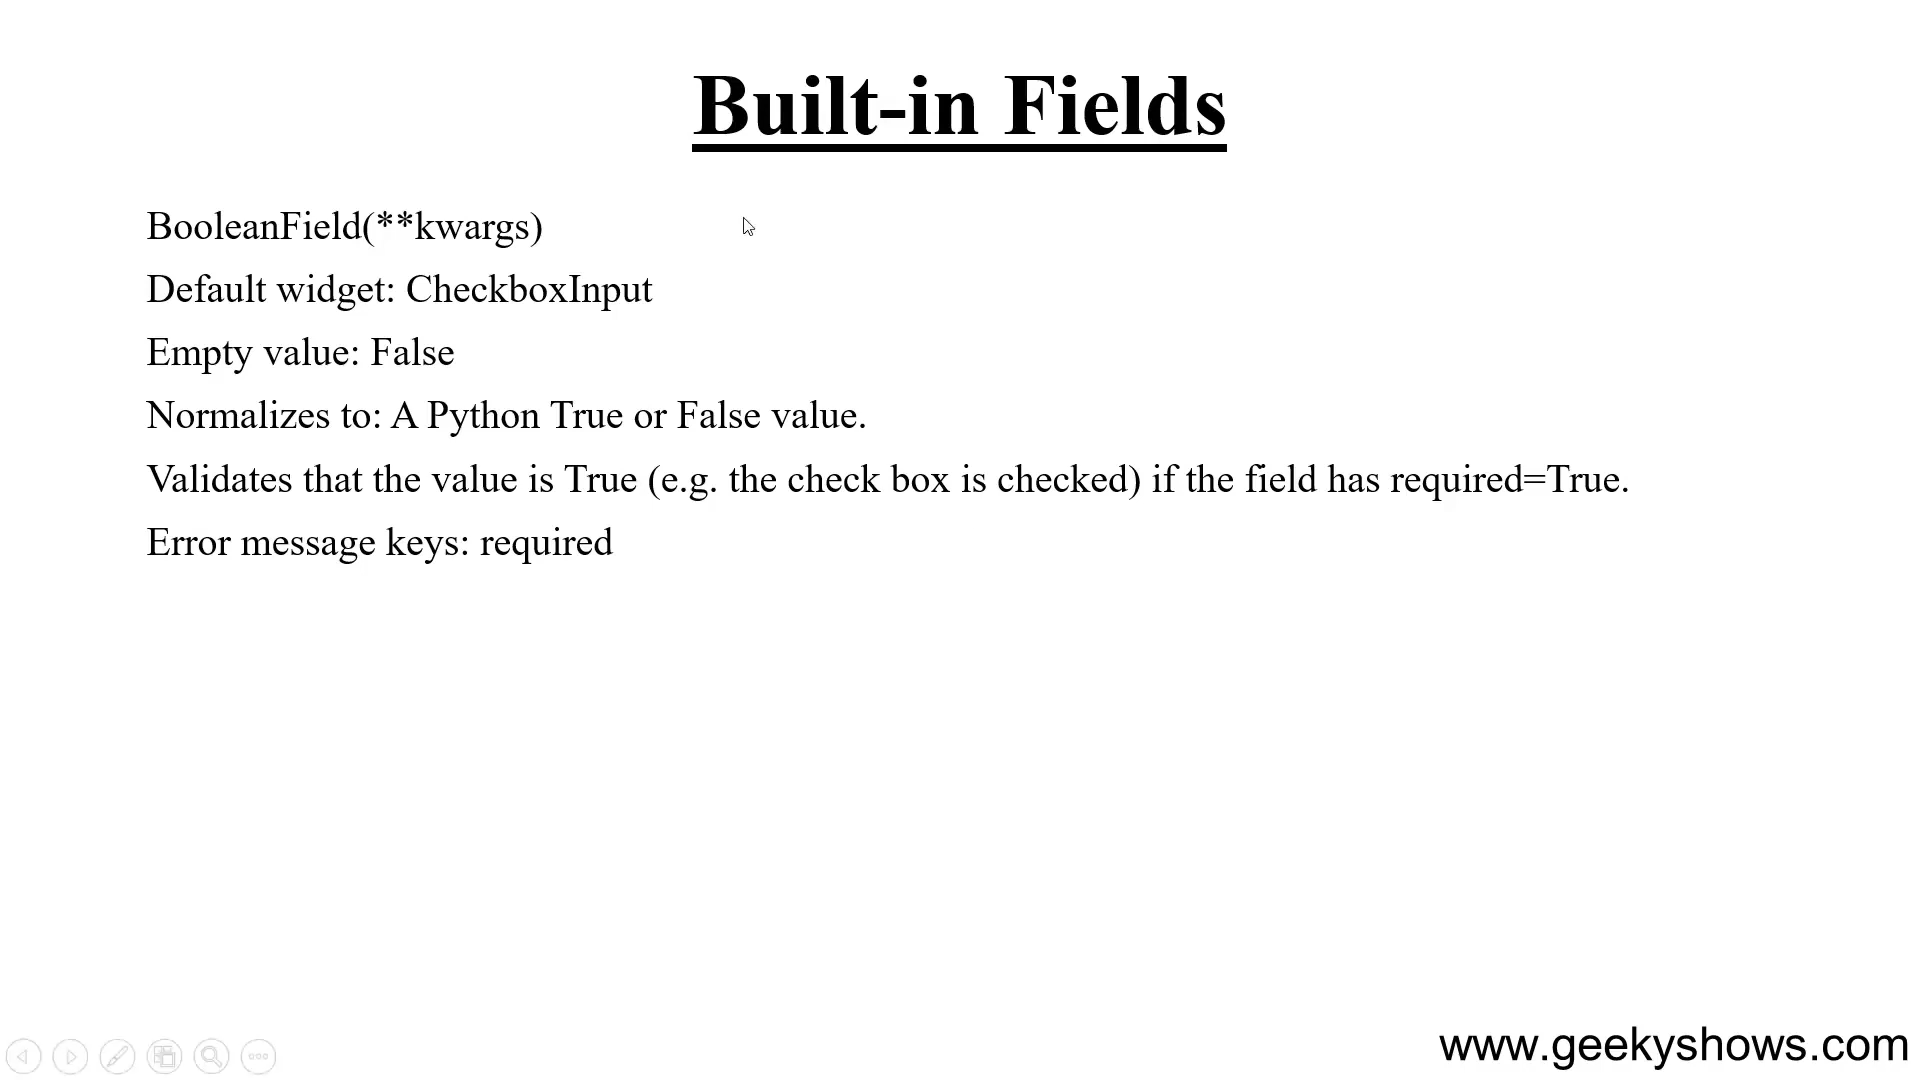 Built-in Fields
BooleanField(**kwargs)
Default widget: CheckboxInput
Empty value: False
Normalizes to: A Python True or False value.
Validates that the value is True (e.g. the check box is checked) if the field has required=True.
Error message keys: required
www.geekyshows.com